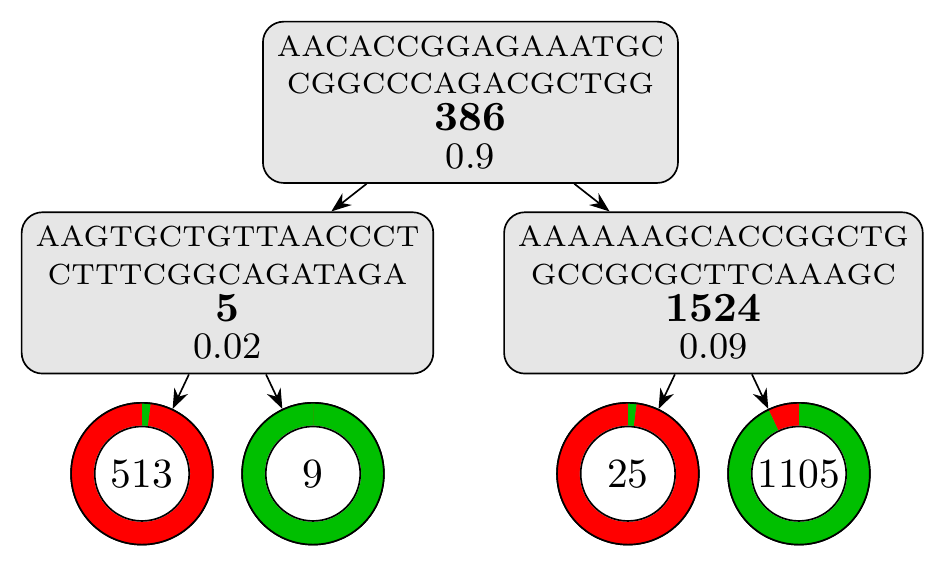 AACACCGGAGAAATGC
CGGCCCAGACGCTGG
386
0.9
AAGTGCTGTTAACCCT
CTTTCGGCAGATAGA
5
0.02
AAAAAAGCACCGGCTG
GCCGCGCTTCAAAGC
1524
0.09
513
9
25
1105